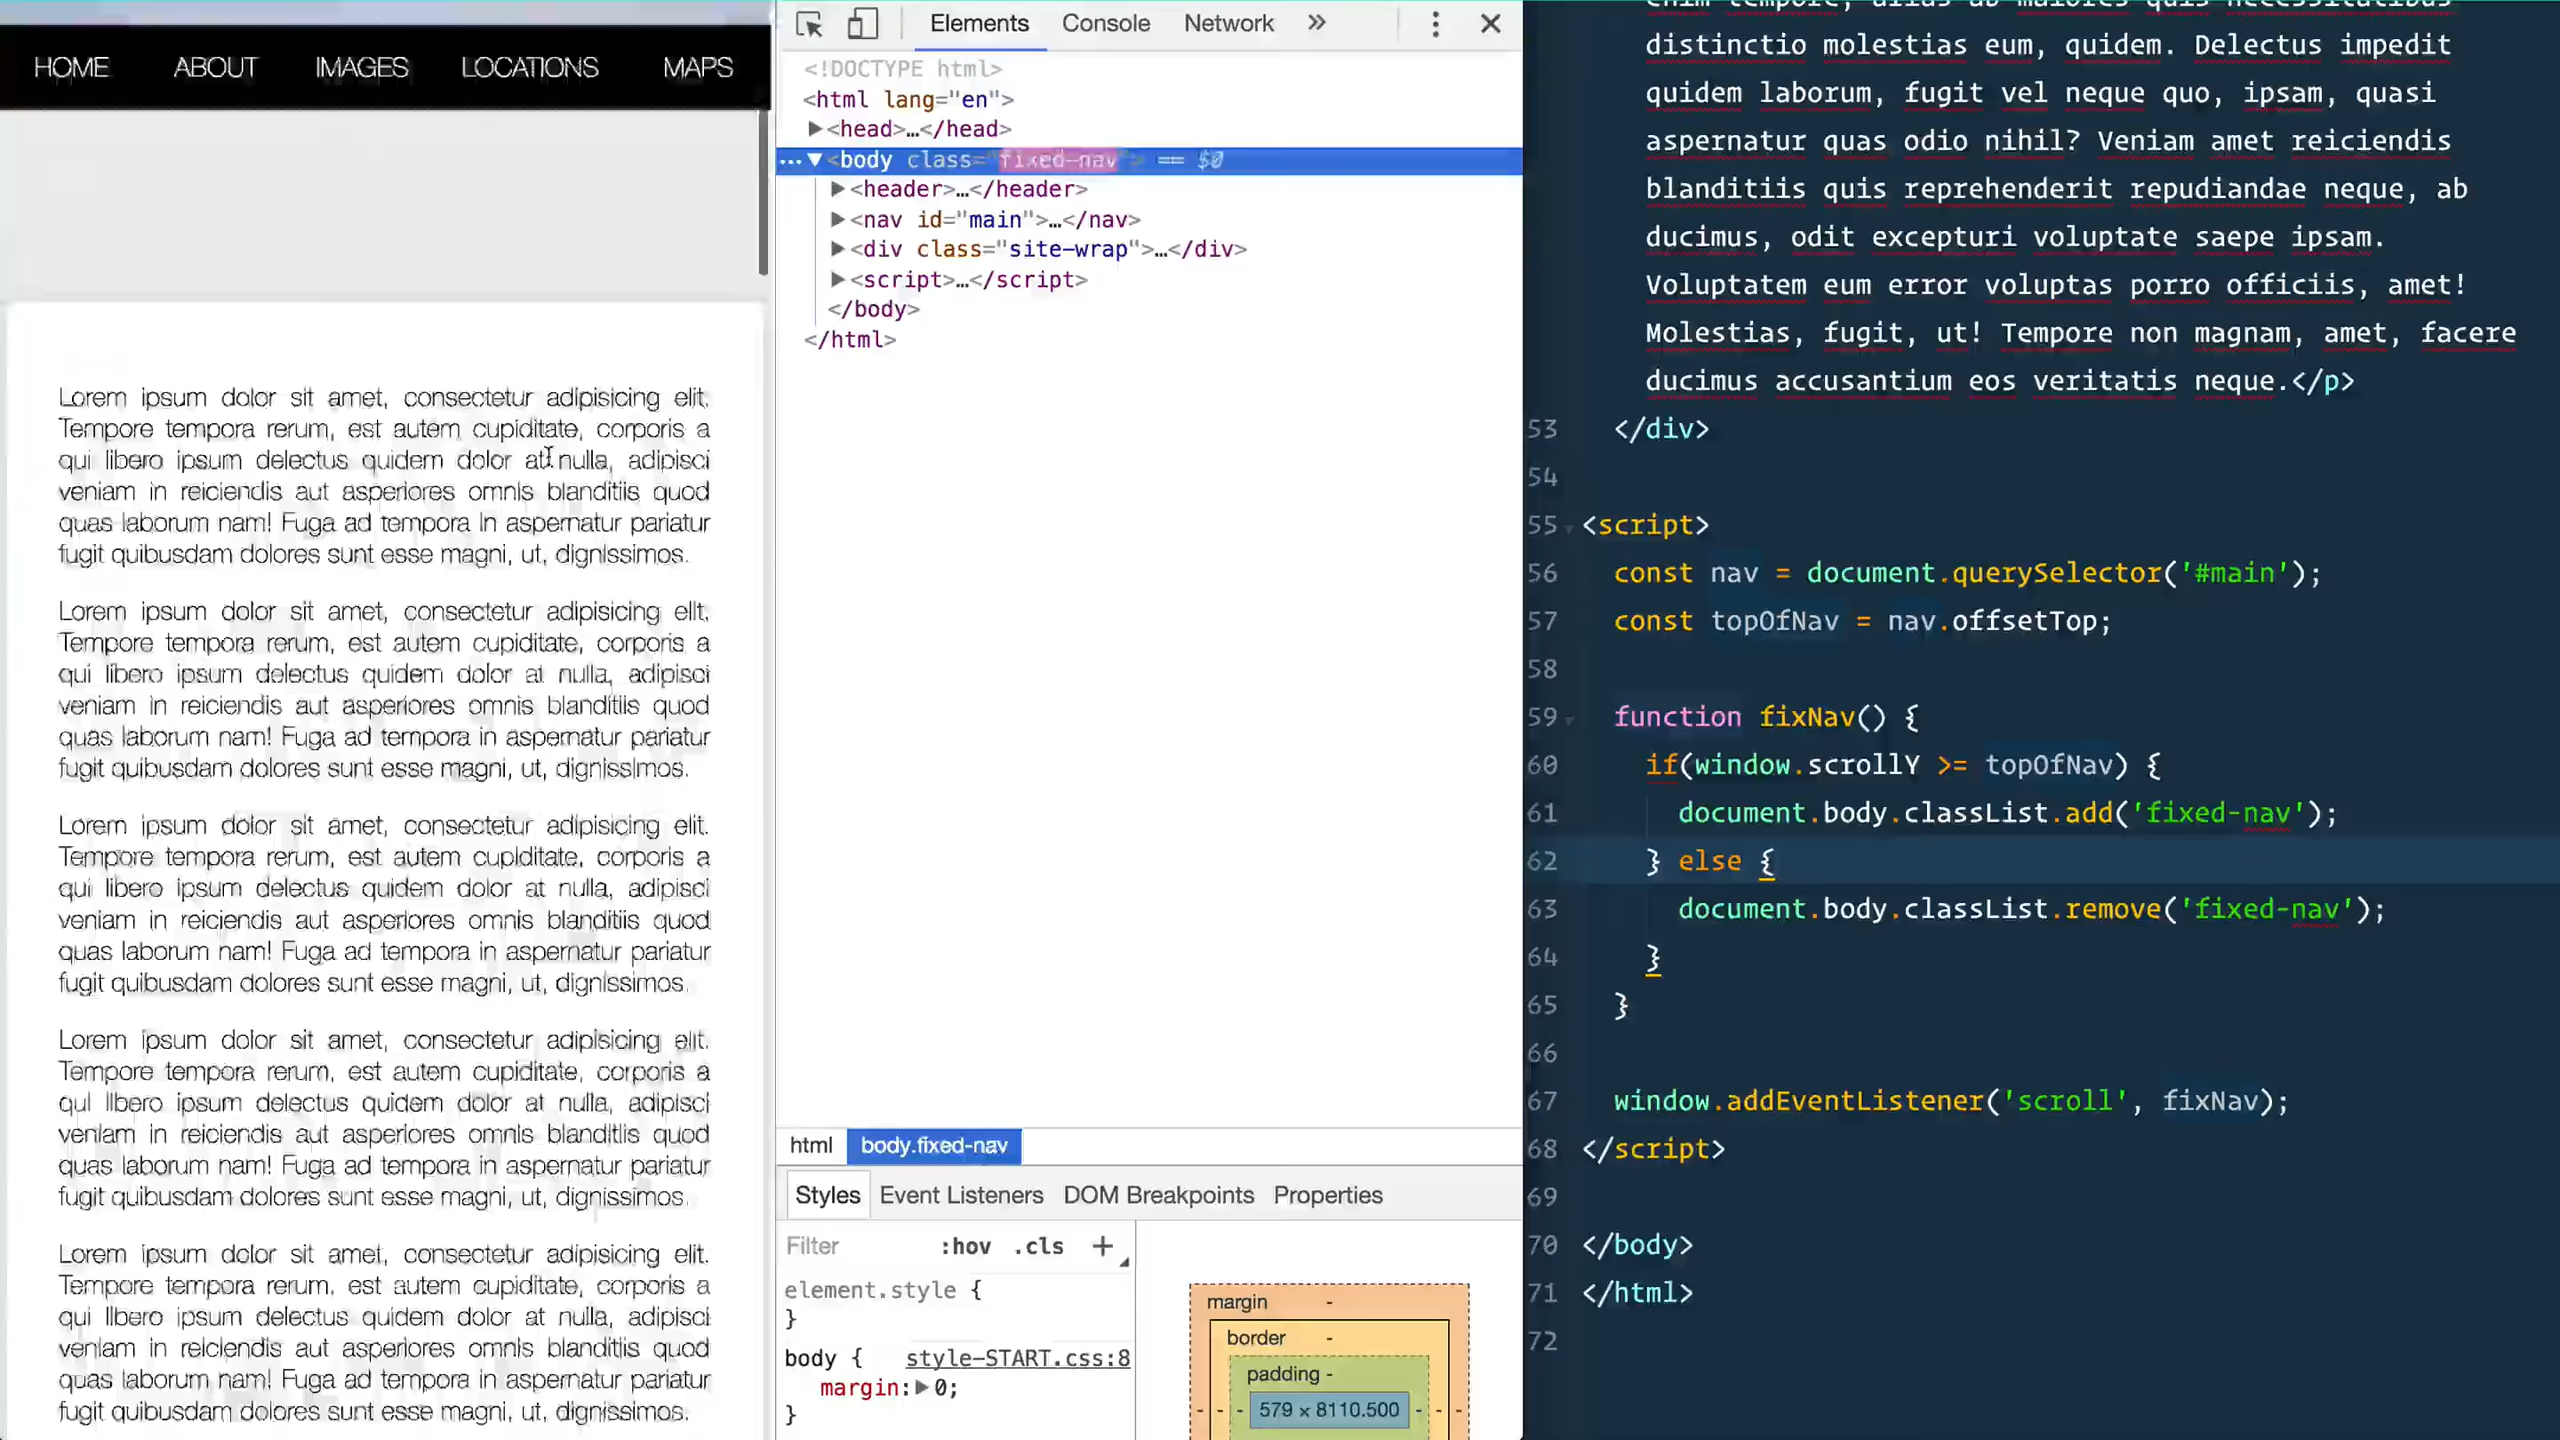 HOME ABOUT IMAGES LOCATIONS MAPS
Lorem ipsum dolor sit amet, consectetur adipisicing elit.
Tempore tempora rerum, est autem cupiditate, corporis a
qui libero ipsum delectus quidem dolor at nulla, adipisci
veniam in reiciendis aut asperiores omnis blanditiis quod
quas laborum nam! Fuga ad tempora in aspernatur pariatur
fugit quibusdam dolores sunt esse magni, ut, dignissimos.
Lorem ipsum dolor sit amet, consectetur adipisicing elit.
Tempore tempora rerum, est autem cupiditate, corporis a
qui libero ipsum delectus quidem dolor at nulla, adipisci
veniam in reiciendis aut asperiores omnis blanditiis quod
quas laborum nam! Fuga ad tempora in aspernatur pariatur
fugit quibusdam dolores sunt esse magni, ut, dignissimos.
Lorem ipsum dolor sit amet, consectetur adipisicing elit.
Tempore tempora rerum, est autem cupiditate, corporis a
qui libero ipsum delectus quidem dolor at nulla, adipisci
veniam in reiciendis aut asperiores omnis blanditiis quod
quas laborum nam! Fuga ad tempora in aspernatur pariatur
fugit quibusdam dolores sunt esse magni, ut, dignissimos.
Lorem ipsum dolor sit amet, consectetur adipisicing elit.
Tempore tempora rerum, est autem cupiditate, corporis a
qui libero ipsum delectus quidem dolor at nulla, adipisci
veniam in reiciendis aut asperiores omnis blanditiis quod
quas laborum nam! Fuga ad tempora in aspernatur pariatur
fugit quibusdam dolores sunt esse magni, ut, dignissimos.
Lorem ipsum dolor sit amet, consectetur adipisicing elit.
Tempore tempora rerum, est autem cupiditate, corporis a
qui libero ipsum delectus quidem dolor at nulla, adipisci
veniam in reiciendis aut asperiores omnis blanditiis quod
quas laborum nam! Fuga ad tempora in aspernatur pariatur
fugit quibusdam dolores sunt esse magni, ut, dignissimos.
Elements Console Network »
<!DOCTYPE html>
<html lang="en">
▶<head>…</head>
…▼<body class="fixed-nav"> == $0
▶<header>…</header>
▶<nav id="main">…</nav>
▶<div class="site-wrap">…</div>
▶<script>…</script>
</body>
</html>
html body.fixed-nav
Styles Event Listeners DOM Breakpoints Properties
Filter :hov .cls +
element.style {
}
body { style-START.css:8
margin:▶0;
}
margin -
border -
padding -
- - - 579 × 8110.500 - - -
enim tempore, alias ab maiores quis necessitatibus
distinctio molestias eum, quidem. Delectus impedit
quidem laborum, fugit vel neque quo, ipsam, quasi
aspernatur quas odio nihil? Veniam amet reiciendis
blanditiis quis reprehenderit repudiandae neque, ab
ducimus, odit excepturi voluptate saepe ipsam.
Voluptatem eum error voluptas porro officiis, amet!
Molestias, fugit, ut! Tempore non magnam, amet, facere
ducimus accusantium eos veritatis neque.</p>
53 </div>
54
55 <script>
56 const nav = document.querySelector('#main');
57 const topOfNav = nav.offsetTop;
58
59 function fixNav() {
60 if(window.scrollY >= topOfNav) {
61 document.body.classList.add('fixed-nav');
62 } else {
63 document.body.classList.remove('fixed-nav');
64 }
65 }
66
67 window.addEventListener('scroll', fixNav);
68 </script>
69
70 </body>
71 </html>
72